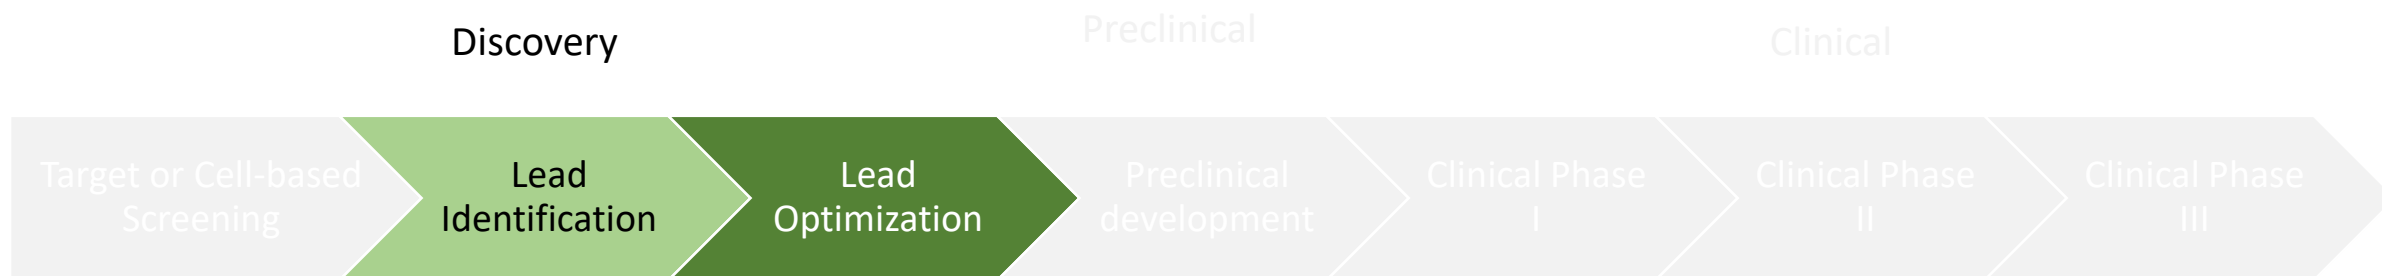 Discovery
Preclinical
Clinical
Target or Cell-based
Screening
Lead
Identification
Lead
Optimization
Preclinical
development
Clinical Phase
I
Clinical Phase
II
Clinical Phase
III